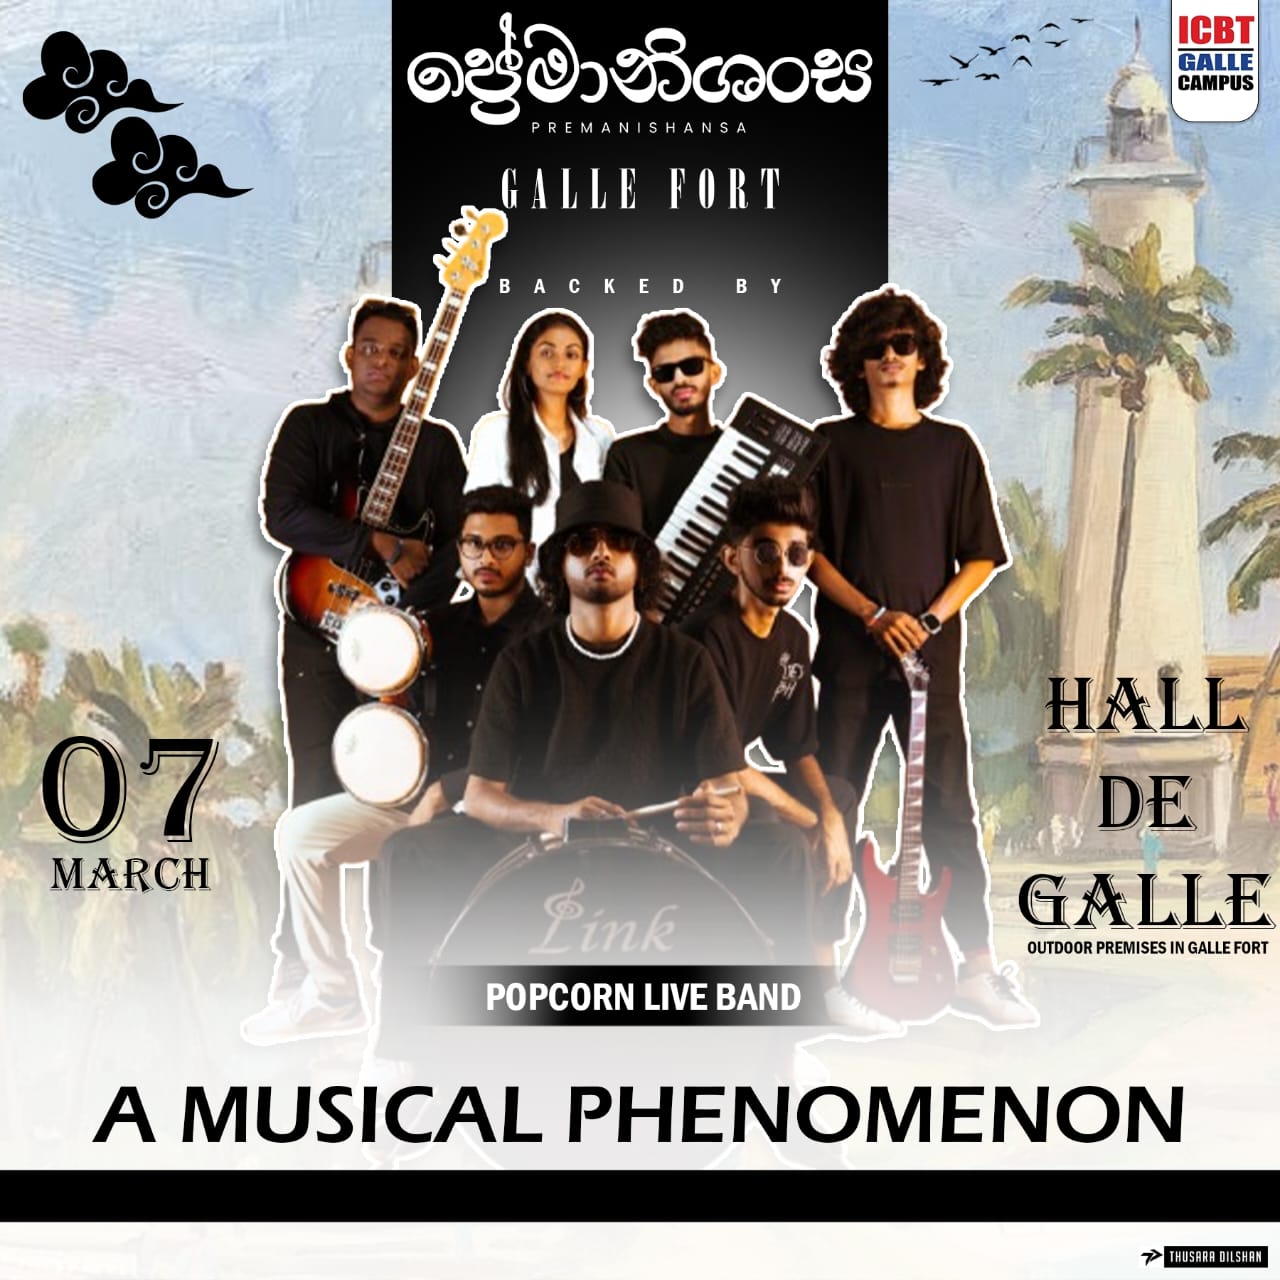 ප්‍රේමානිශංස
PREMANISHANSA
ICBT
GALLE
CAMPUS
GALLE FORT
BACKED BY
07
MARCH
HALL
DE
GALLE
OUTDOOR PREMISES IN GALLE FORT
Link
POPCORN LIVE BAND
A MUSICAL PHENOMENON
THUSARA DILSHAN